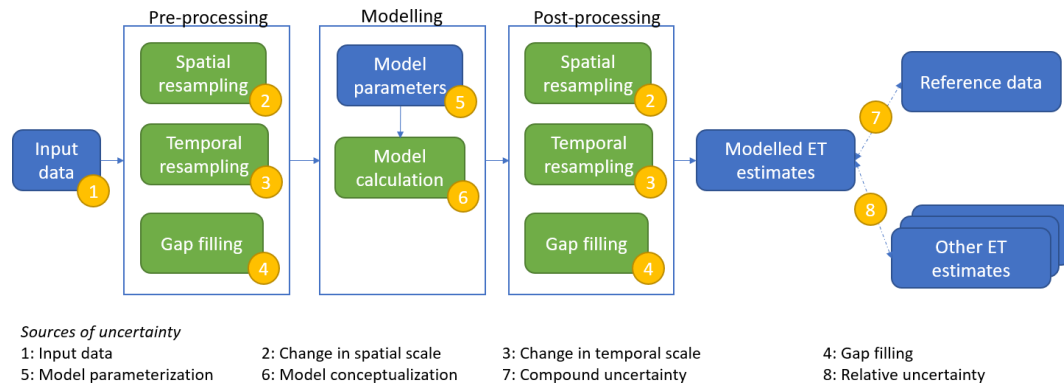 Pre-processing
Modelling
Post-processing
Input
data
1
Spatial
resampling
2
Temporal
resampling
3
Gap filling
4
Model
parameters
5
Model
calculation
6
Spatial
resampling
2
Temporal
resampling
3
Gap filling
4
Modelled ET
estimates
7
Reference data
8
Other ET
estimates
Sources of uncertainty
1: Input data
2: Change in spatial scale
3: Change in temporal scale
4: Gap filling
5: Model parameterization
6: Model conceptualization
7: Compound uncertainty
8: Relative uncertainty